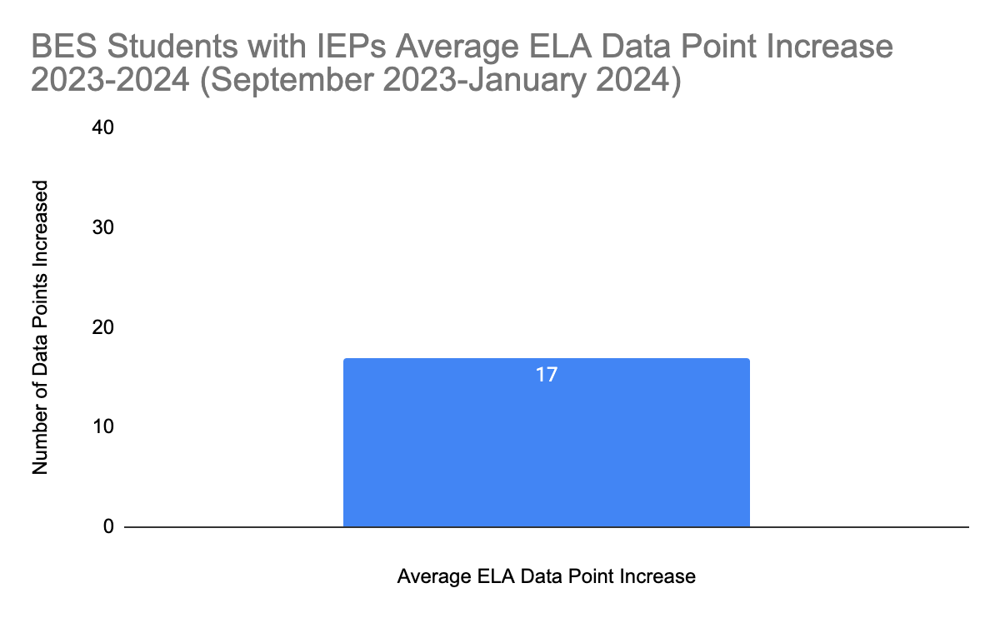 BES Students with IEPs Average ELA Data Point Increase
2023-2024 (September 2023-January 2024)
40
30
20
10
0
Number of Data Points Increased
17
Average ELA Data Point Increase